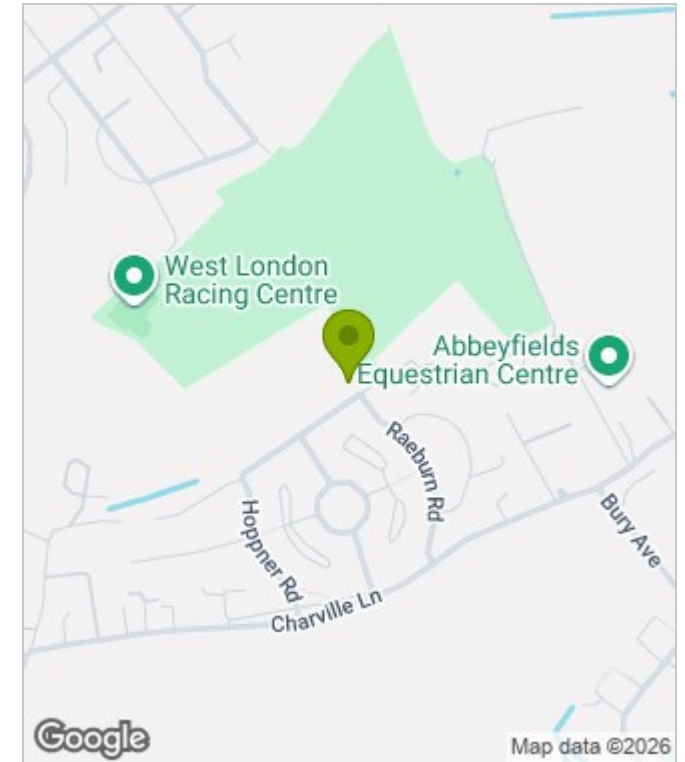 West London
Racing Centre
Abbeyfields
Equestrian Centre
Raeburn Rd
Hoppner Rd
Bury Ave
Charville Ln
Google
Map data ©2026